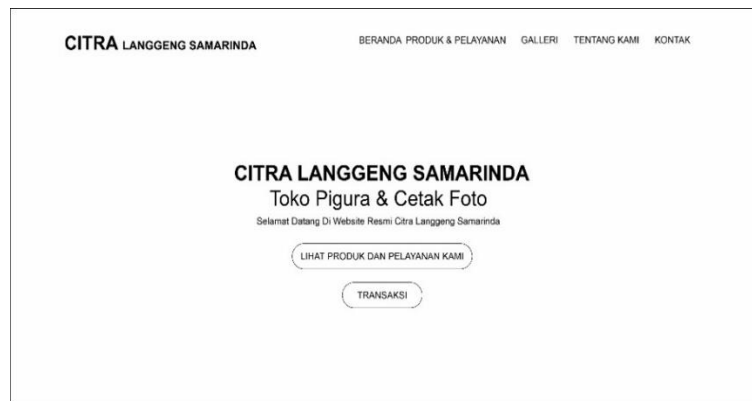 CITRA LANGGENG SAMARINDA
BERANDA PRODUK & PELAYANAN GALLERI TENTANG KAMI KONTAK
CITRA LANGGENG SAMARINDA
Toko Pigura & Cetak Foto
Selamat Datang Di Website Resmi Citra Langgeng Samarinda
LIHAT PRODUK DAN PELAYANAN KAMI
TRANSAKSI